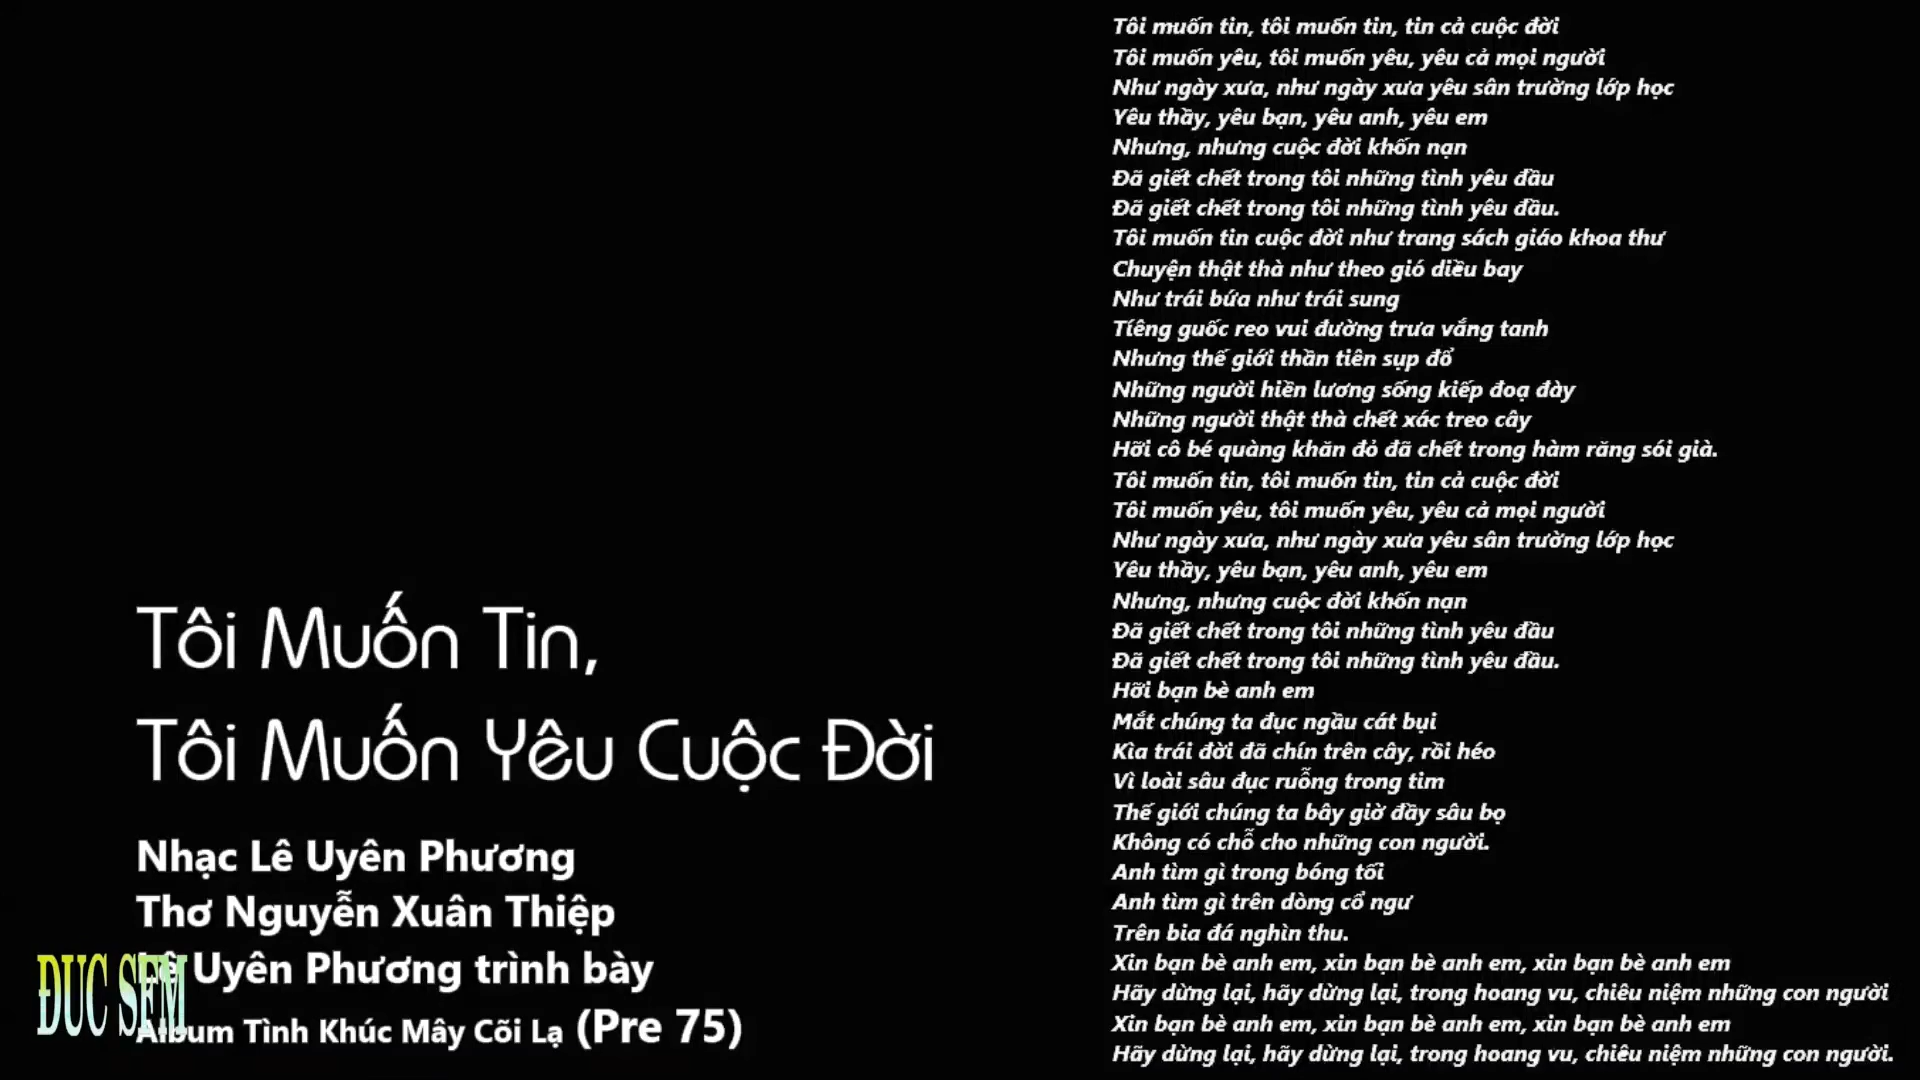 Tôi Muốn Tin,
Tôi Muốn Yêu Cuộc Đời
Nhạc Lê Uyên Phương
Thơ Nguyễn Xuân Thiệp
Lê Uyên Phương trình bày
Album Tình Khúc Mây Cõi Lạ (Pre 75)
ĐUC SEM
Tôi muốn tin, tôi muốn tin, tin cả cuộc đời
Tôi muốn yêu, tôi muốn yêu, yêu cả mọi người
Như ngày xưa, như ngày xưa yêu sân trường lớp học
Yêu thầy, yêu bạn, yêu anh, yêu em
Nhưng, nhưng cuộc đời khốn nạn
Đã giết chết trong tôi những tình yêu đầu
Đã giết chết trong tôi những tình yêu đầu.
Tôi muốn tin cuộc đời như trang sách giáo khoa thư
Chuyện thật thà như theo gió diều bay
Như trái bứa như trái sung
Tiếng guốc reo vui đường trưa vắng tanh
Nhưng thế giới thần tiên sụp đổ
Những người hiền lương sống kiếp đoạ đày
Những người thật thà chết xác treo cây
Hỡi cô bé quàng khăn đỏ đã chết trong hàm răng sói già.
Tôi muốn tin, tôi muốn tin, tin cả cuộc đời
Tôi muốn yêu, tôi muốn yêu, yêu cả mọi người
Như ngày xưa, như ngày xưa yêu sân trường lớp học
Yêu thầy, yêu bạn, yêu anh, yêu em
Nhưng, nhưng cuộc đời khốn nạn
Đã giết chết trong tôi những tình yêu đầu
Đã giết chết trong tôi những tình yêu đầu.
Hỡi bạn bè anh em
Mắt chúng ta đục ngầu cát bụi
Kìa trái đời đã chín trên cây, rồi héo
Vì loài sâu đục ruỗng trong tim
Thế giới chúng ta bây giờ đầy sâu bọ
Không có chỗ cho những con người.
Anh tìm gì trong bóng tối
Anh tìm gì trên dòng cổ ngư
Trên bia đá nghìn thu.
Xin bạn bè anh em, xin bạn bè anh em, xin bạn bè anh em
Hãy dừng lại, hãy dừng lại, trong hoang vu, chiêu niệm những con người
Xin bạn bè anh em, xin bạn bè anh em, xin bạn bè anh em
Hãy dừng lại, hãy dừng lại, trong hoang vu, chiêu niệm những con người.